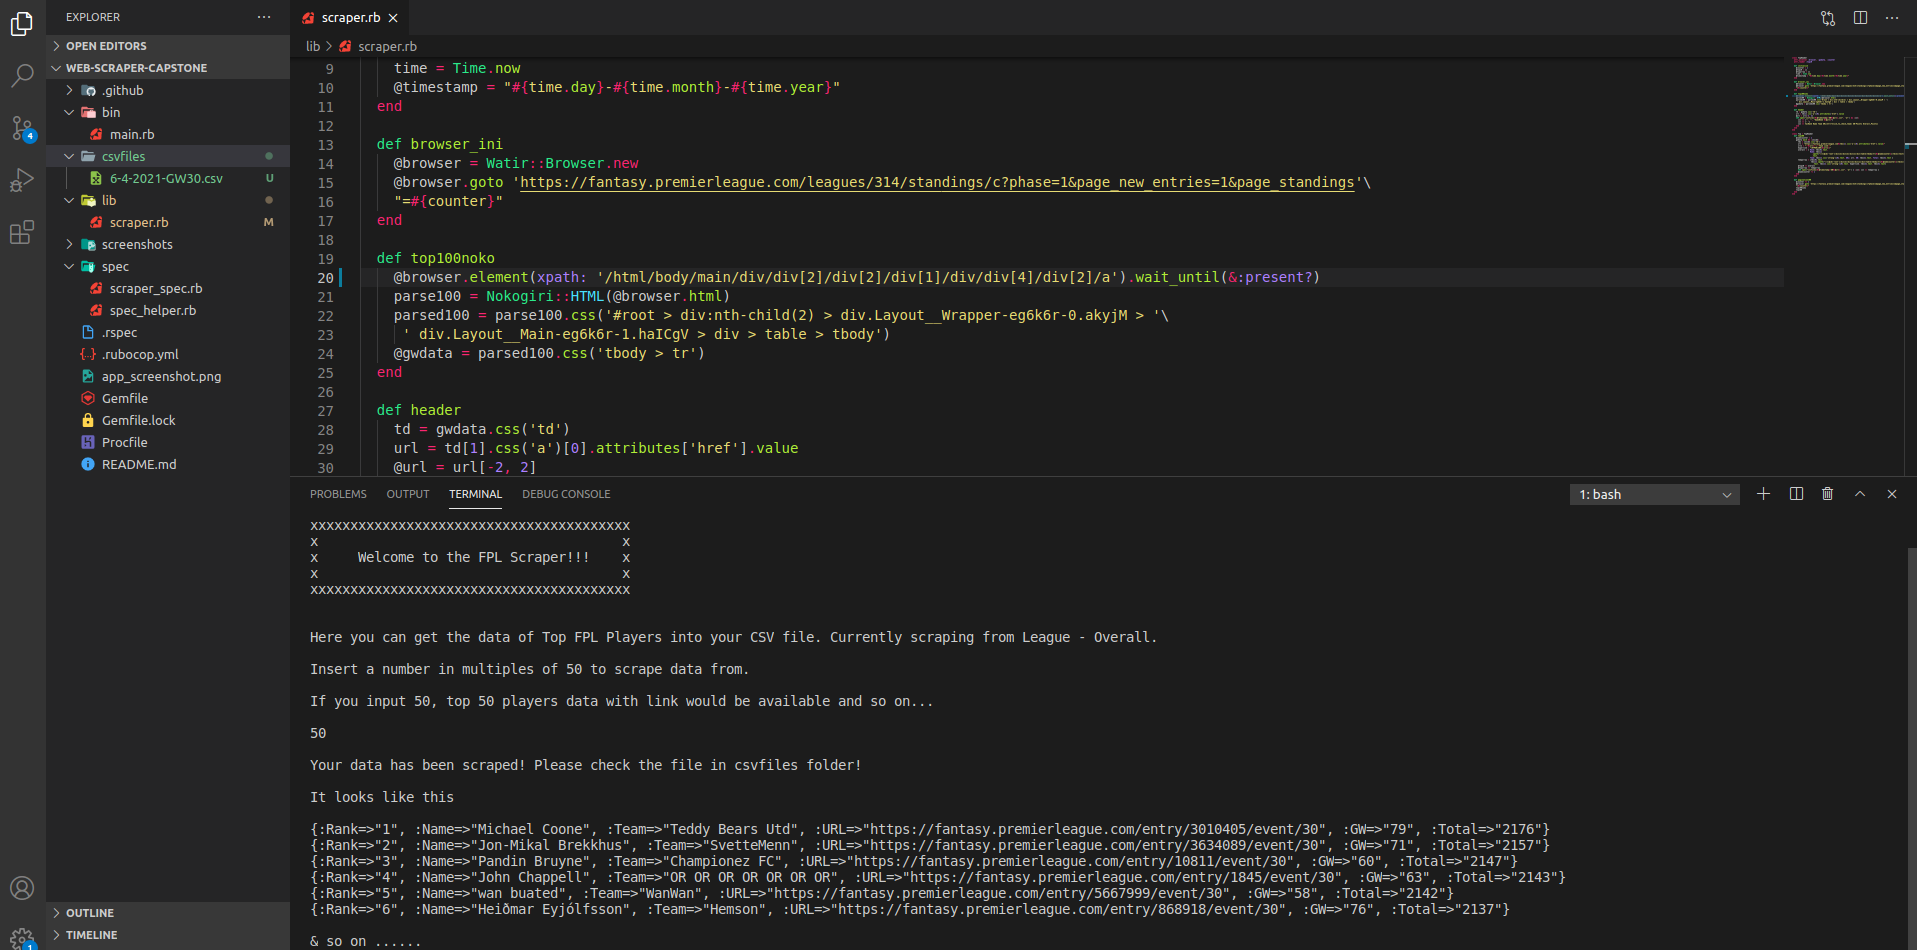 EXPLORER
OPEN EDITORS
WEB-SCRAPER-CAPSTONE
.github
bin
main.rb
csvfiles
6-4-2021-GW30.csv U
lib
scraper.rb M
screenshots
spec
scraper_spec.rb
spec_helper.rb
.rspec
.rubocop.yml
app_screenshot.png
Gemfile
Gemfile.lock
Procfile
README.md
OUTLINE
TIMELINE
4
1
scraper.rb
lib > scraper.rb
9 time = Time.now
10 @timestamp = "#{time.day}-#{time.month}-#{time.year}"
11 end
12
13 def browser_ini
14 @browser = Watir::Browser.new
15 @browser.goto 'https://fantasy.premierleague.com/leagues/314/standings/c?phase=1&page_new_entries=1&page_standings'\
16 "=#{counter}"
17 end
18
19 def top100noko
20 @browser.element(xpath: '/html/body/main/div/div[2]/div[2]/div[1]/div/div[4]/div[2]/a').wait_until(&:present?)
21 parse100 = Nokogiri::HTML(@browser.html)
22 parsed100 = parse100.css('#root > div:nth-child(2) > div.Layout__Wrapper-eg6k6r-0.akyjM > '\
23 ' div.Layout__Main-eg6k6r-1.haICgV > div > table > tbody')
24 @gwdata = parsed100.css('tbody > tr')
25 end
26
27 def header
28 td = gwdata.css('td')
29 url = td[1].css('a')[0].attributes['href'].value
30 @url = url[-2, 2]
PROBLEMS OUTPUT TERMINAL DEBUG CONSOLE 1: bash
xxxxxxxxxxxxxxxxxxxxxxxxxxxxxxxxxxxxxxxx
x x
x Welcome to the FPL Scraper!!! x
x x
xxxxxxxxxxxxxxxxxxxxxxxxxxxxxxxxxxxxxxxx
Here you can get the data of Top FPL Players into your CSV file. Currently scraping from League - Overall.
Insert a number in multiples of 50 to scrape data from.
If you input 50, top 50 players data with link would be available and so on...
50
Your data has been scraped! Please check the file in csvfiles folder!
It looks like this
{:Rank=>"1", :Name=>"Michael Coone", :Team=>"Teddy Bears Utd", :URL=>"https://fantasy.premierleague.com/entry/3010405/event/30", :GW=>"79", :Total=>"2176"}
{:Rank=>"2", :Name=>"Jon-Mikal Brekkhus", :Team=>"SvetteMenn", :URL=>"https://fantasy.premierleague.com/entry/3634089/event/30", :GW=>"71", :Total=>"2157"}
{:Rank=>"3", :Name=>"Pandin Bruyne", :Team=>"Championez FC", :URL=>"https://fantasy.premierleague.com/entry/10811/event/30", :GW=>"60", :Total=>"2147"}
{:Rank=>"4", :Name=>"John Chappell", :Team=>"OR OR OR OR OR OR OR", :URL=>"https://fantasy.premierleague.com/entry/1845/event/30", :GW=>"63", :Total=>"2143"}
{:Rank=>"5", :Name=>"wan buated", :Team=>"WanWan", :URL=>"https://fantasy.premierleague.com/entry/5667999/event/30", :GW=>"58", :Total=>"2142"}
{:Rank=>"6", :Name=>"Heiðmar Eyjólfsson", :Team=>"Hemson", :URL=>"https://fantasy.premierleague.com/entry/868918/event/30", :GW=>"76", :Total=>"2137"}
& so on ......